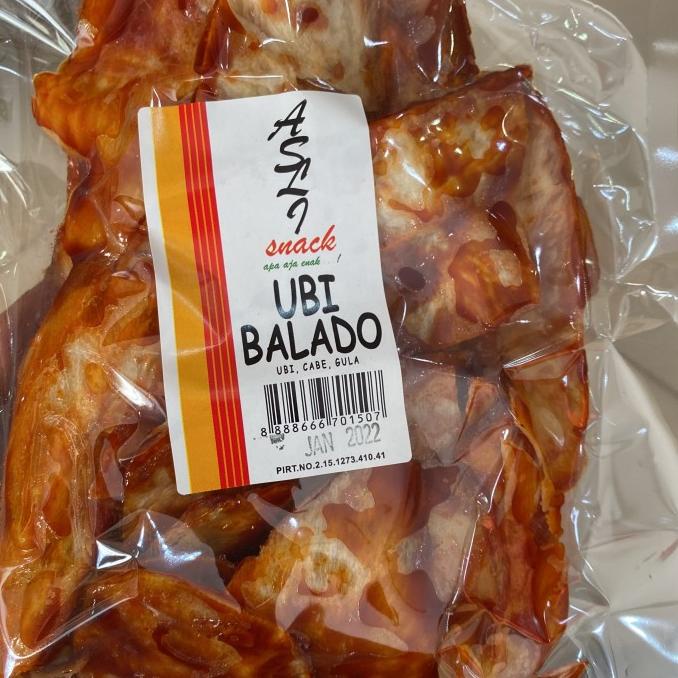 ASLI
snack
apa aja enak...!
UBI
BALADO
UBI, CABE, GULA
8 888666 701507
JAN 2022
PIRT.NO.2.15.1273.410.41